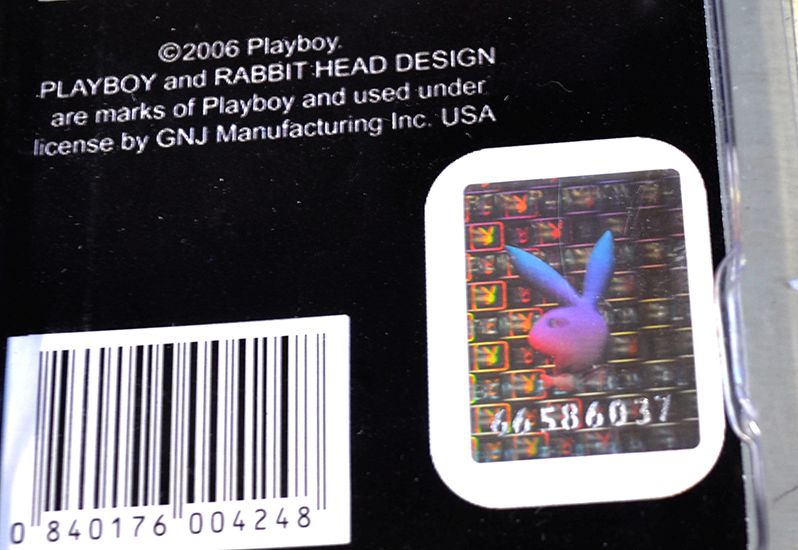 ©2006 Playboy.
PLAYBOY and RABBIT HEAD DESIGN
are marks of Playboy and used under
license by GNJ Manufacturing Inc. USA
66586037
0 840176 004248